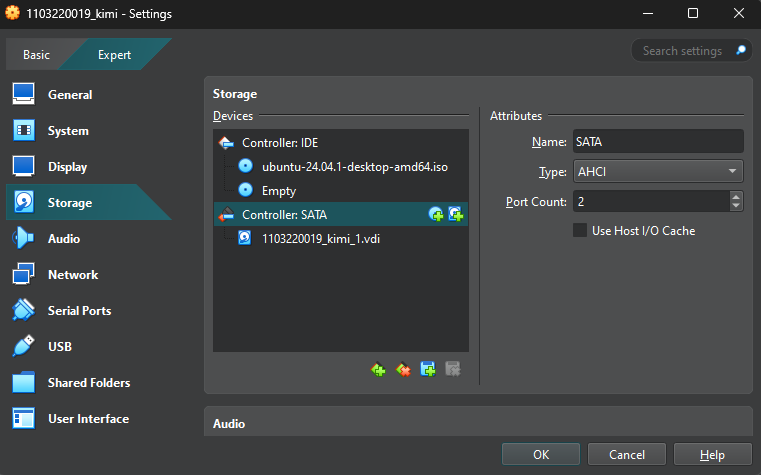 1103220019_kimi - Settings
Basic
Expert
Search settings
General
System
Display
Storage
Audio
Network
Serial Ports
USB
Shared Folders
User Interface
Storage
Devices
Controller: IDE
ubuntu-24.04.1-desktop-amd64.iso
Empty
Controller: SATA
1103220019_kimi_1.vdi
Attributes
Name: SATA
Type: AHCI
Port Count: 2
Use Host I/O Cache
Audio
OK
Cancel
Help